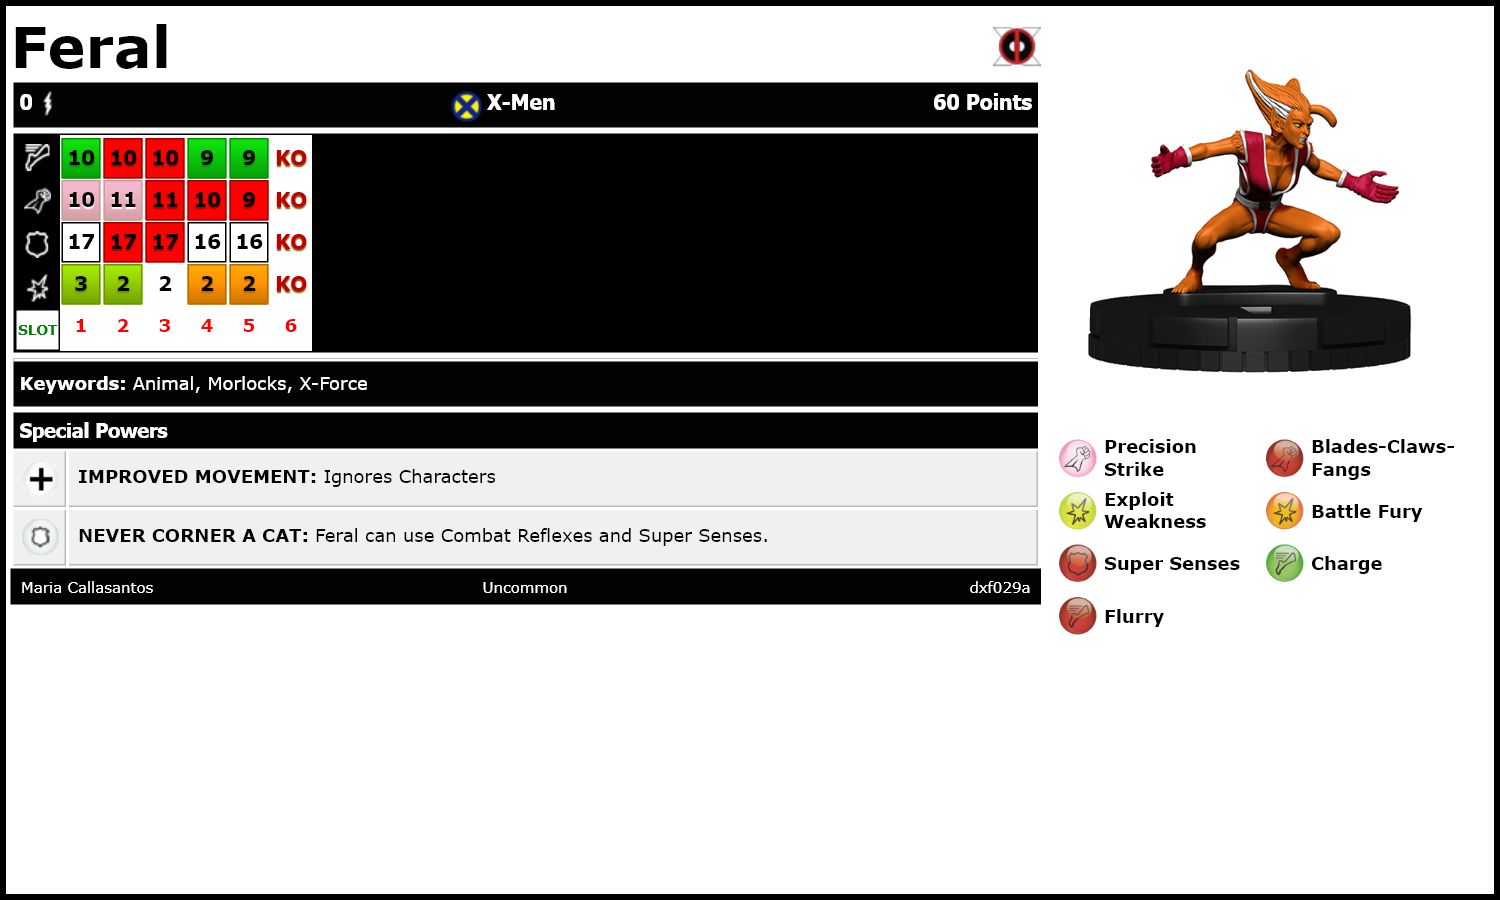 Feral
0 X-Men 60 Points
10 10 10 9 9 KO
10 11 11 10 9 KO
17 17 17 16 16 KO
3 2 2 2 2 KO
SLOT 1 2 3 4 5 6
Keywords: Animal, Morlocks, X-Force
Special Powers
IMPROVED MOVEMENT: Ignores Characters
NEVER CORNER A CAT: Feral can use Combat Reflexes and Super Senses.
Maria Callasantos Uncommon dxf029a
Precision
Strike
Blades-Claws-
Fangs
Exploit
Weakness
Battle Fury
Super Senses
Charge
Flurry